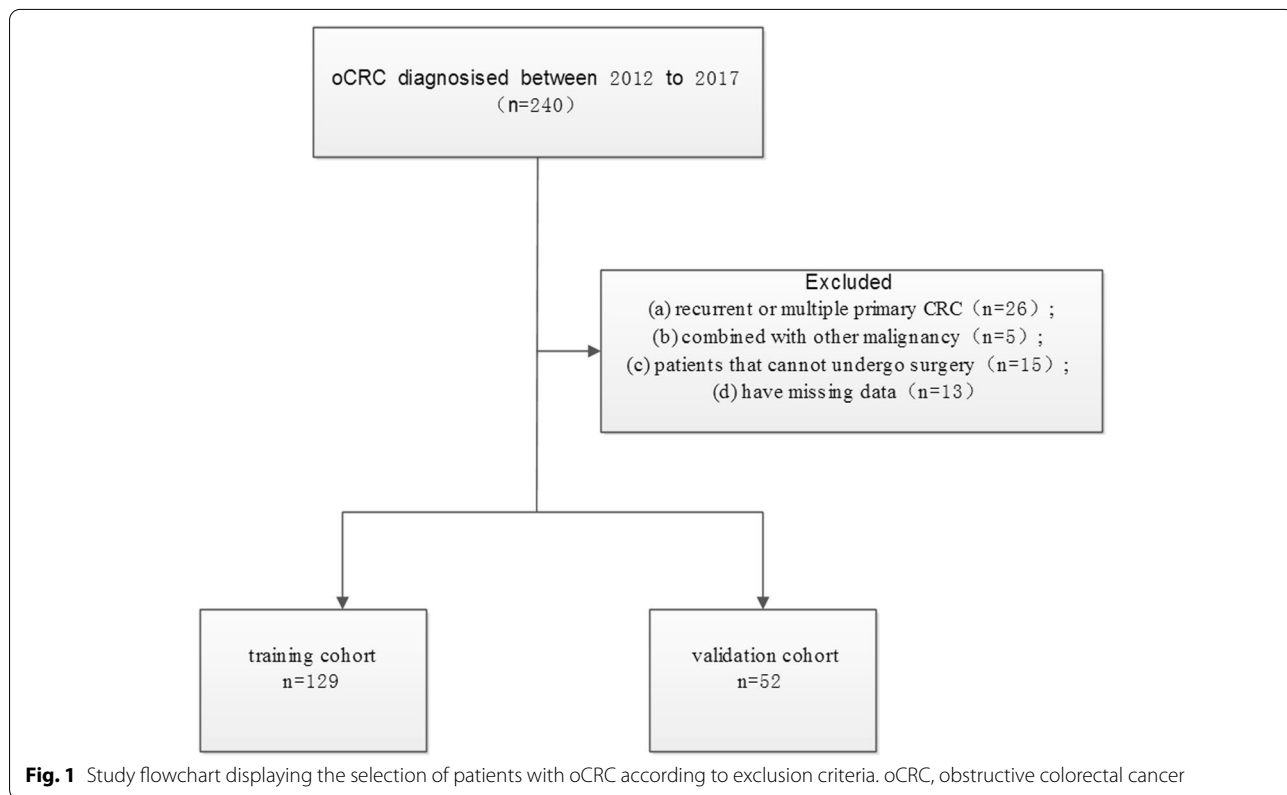 oCRC diagnosised between 2012 to 2017
（n=240）
Excluded
(a) recurrent or multiple primary CRC（n=26）;
(b) combined with other malignancy（n=5）;
(c) patients that cannot undergo surgery（n=15）;
(d) have missing data（n=13）
training cohort
n=129
validation cohort
n=52
Fig. 1 Study flowchart displaying the selection of patients with oCRC according to exclusion criteria. oCRC, obstructive colorectal cancer